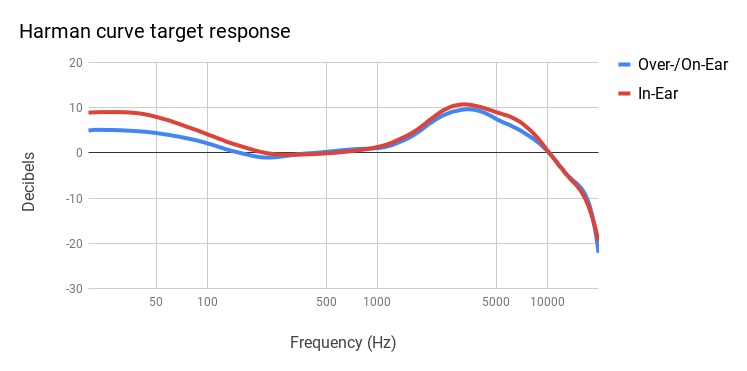 Harman curve target response
Over-/On-Ear
In-Ear
20
10
0
-10
-20
-30
Decibels
50 100 500 1000 5000 10000
Frequency (Hz)